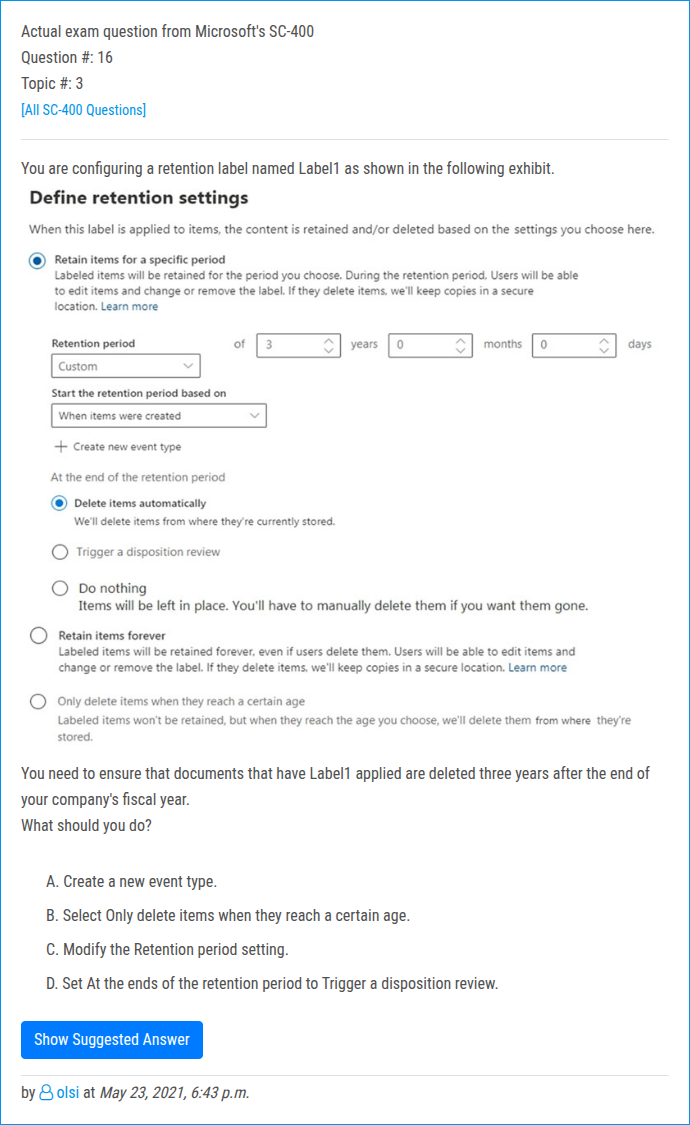 Actual exam question from Microsoft's SC-400
Question #: 16
Topic #: 3
[All SC-400 Questions]
You are configuring a retention label named Label1 as shown in the following exhibit.
Define retention settings
When this label is applied to items, the content is retained and/or deleted based on the settings you choose here.
Retain items for a specific period
Labeled items will be retained for the period you choose. During the retention period, Users will be able
to edit items and change or remove the label. If they delete items, we'll keep copies in a secure
location. Learn more
Retention period of 3 years 0 months 0 days
Custom
Start the retention period based on
When items were created
+ Create new event type
At the end of the retention period
Delete items automatically
We'll delete items from where they're currently stored.
Trigger a disposition review
Do nothing
Items will be left in place. You'll have to manually delete them if you want them gone.
Retain items forever
Labeled items will be retained forever, even if users delete them. Users will be able to edit items and
change or remove the label. If they delete items, we'll keep copies in a secure location. Learn more
Only delete items when they reach a certain age
Labeled items won't be retained, but when they reach the age you choose, we'll delete them from where they're
stored.
You need to ensure that documents that have Label1 applied are deleted three years after the end of
your company's fiscal year.
What should you do?
A. Create a new event type.
B. Select Only delete items when they reach a certain age.
C. Modify the Retention period setting.
D. Set At the ends of the retention period to Trigger a disposition review.
Show Suggested Answer
by olsi at May 23, 2021, 6:43 p.m.